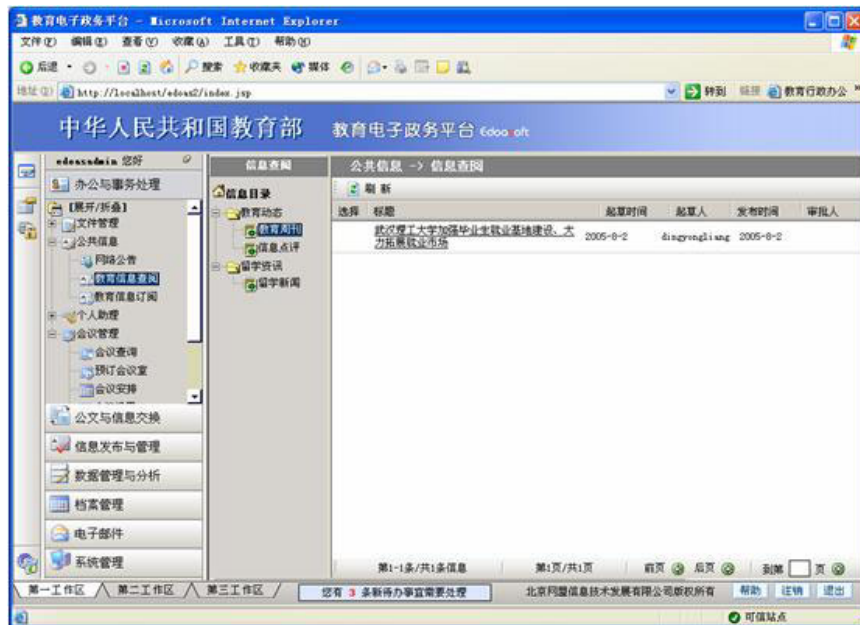 教育电子政务平台 - Microsoft Internet Explorer
文件(F) 编辑(E) 查看(V) 收藏(A) 工具(T) 帮助(H)
后退 搜索 收藏夹 媒体
地址(D) http://localhost/edoas2/index.jsp 转到 链接 教育行政办公 »
中华人民共和国教育部 教育电子政务平台 Edoasoft
edoasadmin 您好
办公与事务处理
[展开/折叠]
文件管理
公共信息
网络公告
教育信息查阅
教育信息订阅
个人助理
会议管理
会议查询
预订会议室
会议安排
公文与信息交换
信息发布与管理
数据管理与分析
档案管理
电子邮件
系统管理
信息查阅
信息目录
教育动态
教育周刊
信息点评
留学资讯
留学新闻
公共信息 -> 信息查阅
刷新
选择 标题 起草时间 起草人 发布时间 审批人
武汉理工大学加强毕业生就业基地建设、大
力拓展就业市场 2005-8-2 dingyongliang 2005-8-2
第1-1条/共1条信息 第1页/共1页 前页 后页 到第 页
第一工作区 第二工作区 第三工作区 您有 3 条新待办事宜需要处理 北京网盟信息技术发展有限公司版权所有 帮助 注销 退出
可信站点